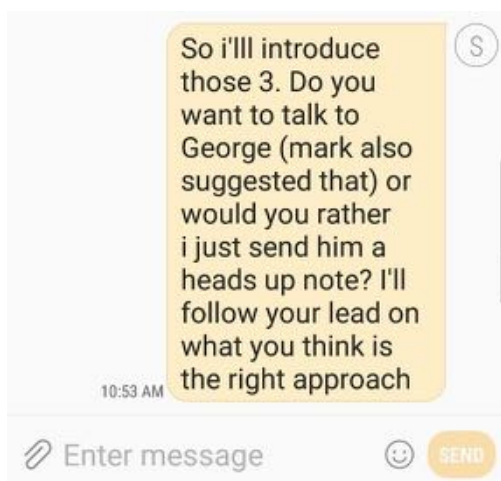 So i'lll introduce
S
those 3. Do you
want to talk to
George (mark also
suggested that) or
would you rather
i just send him a
heads up note? I'll
follow your lead on
what you think is
the right approach
10:53 AM
Enter message
SEND